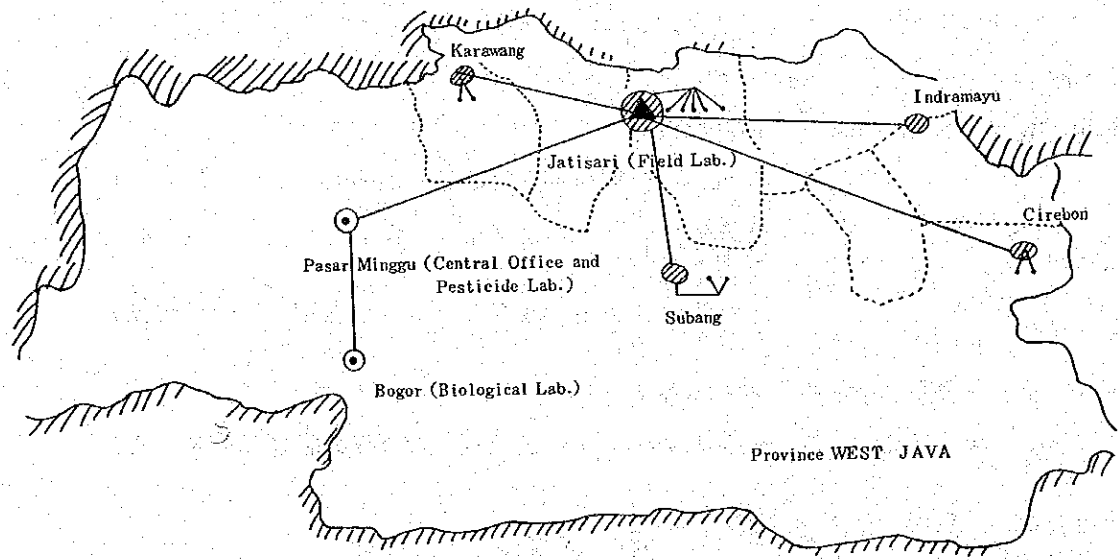 Karawang
Indramayu
Jatisari (Field Lab.)
Cirebon
Pasar Minggu (Central Office and
Pesticide Lab.)
Subang
Bogor (Biological Lab.)
Province WEST JAVA